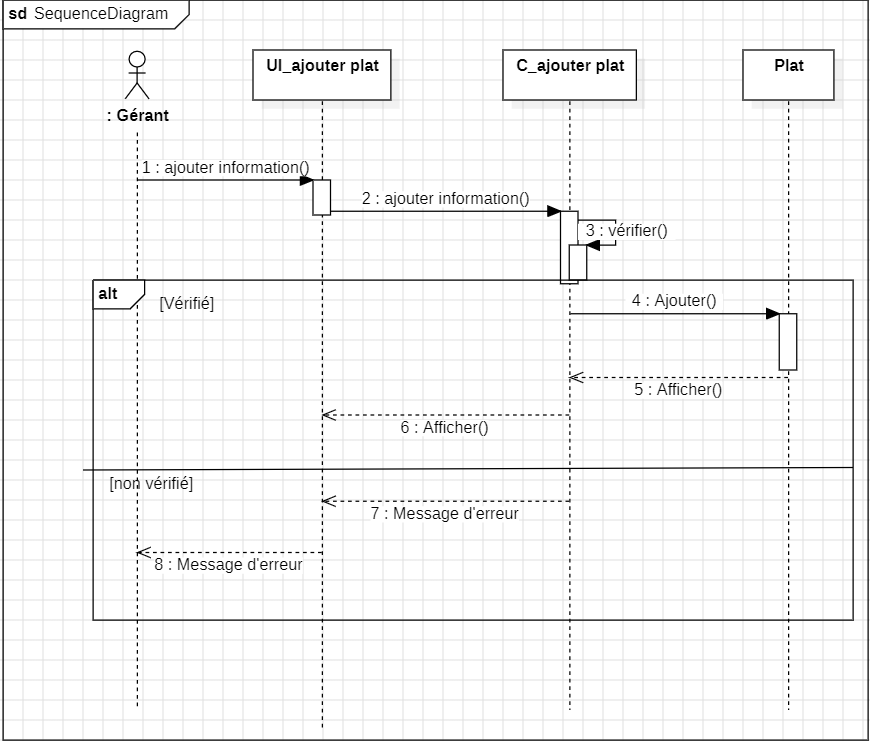 sd SequenceDiagram
UI_ajouter plat
C_ajouter plat
Plat
: Gérant
1 : ajouter information()
2 : ajouter information()
3 : vérifier()
alt
[Vérifié]
4 : Ajouter()
5 : Afficher()
6 : Afficher()
[non vérifié]
7 : Message d'erreur
8 : Message d'erreur